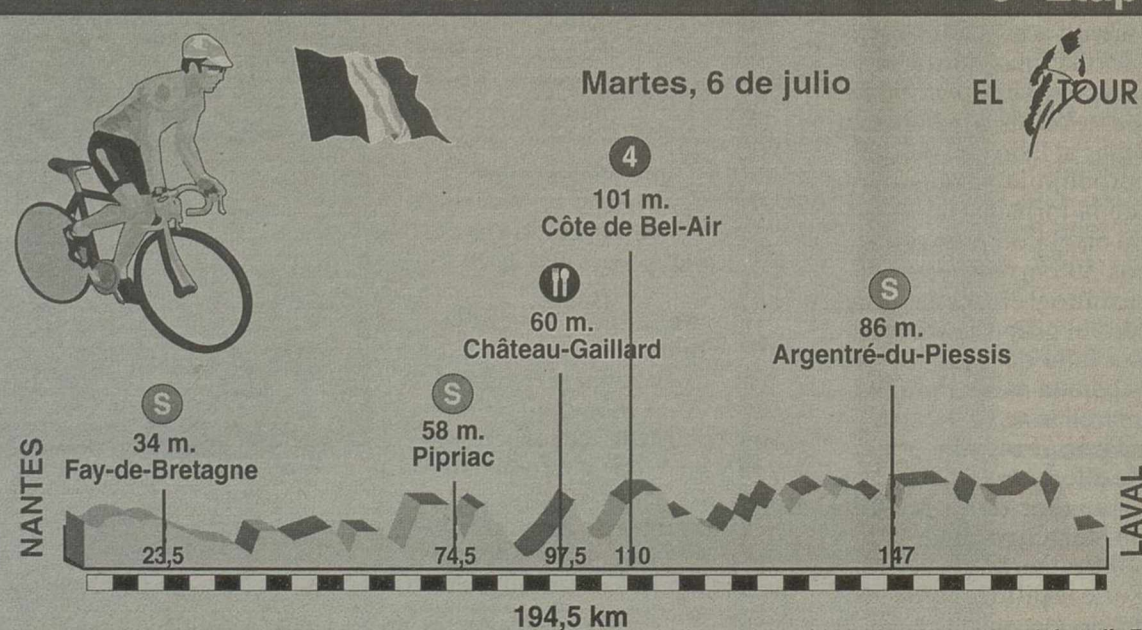 Martes, 6 de julio
EL TOUR
4
101 m.
Côte de Bel-Air
60 m.
Château-Gaillard
S
86 m.
Argentré-du-Piessis
S
34 m.
Fay-de-Bretagne
S
58 m.
Pipriac
NANTES
LAVAL
23,5
74,5
97,5
110
147
194,5 km